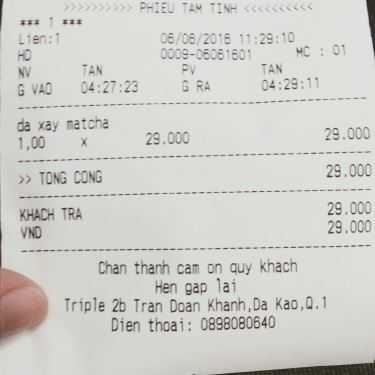 >>>>>>>>>> PHIEU TAM TINH <<<<<<<<<<
*** 1 ***
Lien:1 06/06/2016 11:29:10
HD 0009-06061601 MC : 01
NV TAN PV TAN
G VAO 04:27:23 G RA 04:29:11
da xay matcha
1,00 x 29.000 29.000
>> TONG CONG 29.000
KHACH TRA 29.000
VND 29.000
Chan thanh cam on quy khach
Hen gap lai
Triple 2b Tran Doan Khanh,Da Kao,Q.1
Dien thoai: 0898080640